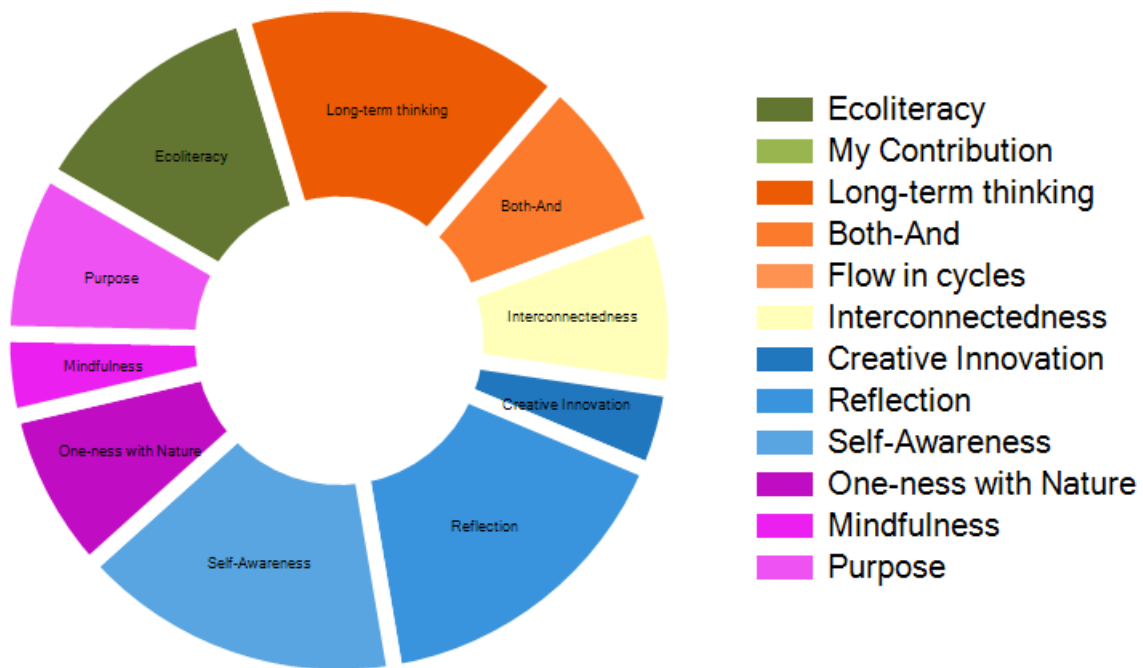 Long-term thinking
Ecoliteracy
Both-And
Purpose
Interconnectedness
Mindfulness
Creative Innovation
One-ness with Nature
Reflection
Self-Awareness
Ecoliteracy
My Contribution
Long-term thinking
Both-And
Flow in cycles
Interconnectedness
Creative Innovation
Reflection
Self-Awareness
One-ness with Nature
Mindfulness
Purpose